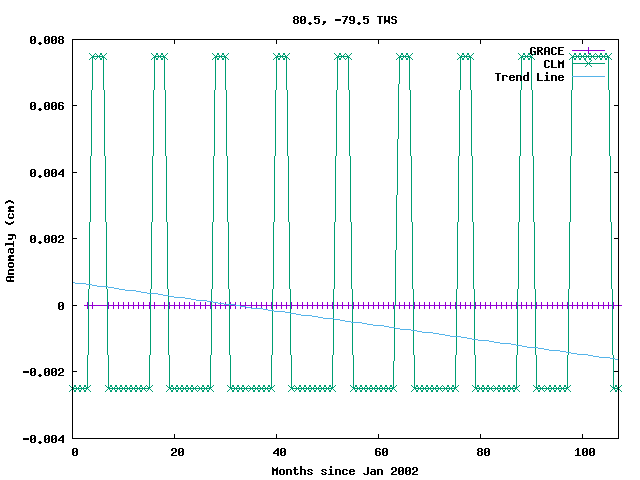 80.5, -79.5 TWS
GRACE
CLM
Trend Line
0.008
0.006
0.004
0.002
0
-0.002
-0.004
Anomaly (cm)
0 20 40 60 80 100
Months since Jan 2002